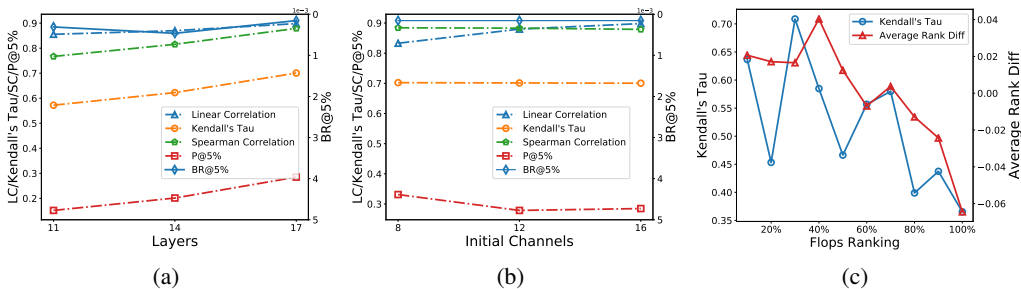 LC/Kendall's Tau/SC/P@5%
0.9
0.8
0.7
0.6
0.5
0.4
0.3
0.2
11
14
17
Layers
1e-3
0
1
2
3
4
5
BR@5%
Linear Correlation
Kendall's Tau
Spearman Correlation
P@5%
BR@5%
(a)
LC/Kendall's Tau/SC/P@5%
0.9
0.8
0.7
0.6
0.5
0.4
0.3
8
12
16
Initial Channels
1e-3
0
1
2
3
4
5
BR@5%
Linear Correlation
Kendall's Tau
Spearman Correlation
P@5%
BR@5%
(b)
Kendall's Tau
0.70
0.65
0.60
0.55
0.50
0.45
0.40
0.35
20%
40%
60%
80%
100%
Flops Ranking
0.04
0.02
0.00
−0.02
−0.04
−0.06
Average Rank Diff
Kendall's Tau
Average Rank Diff
(c)